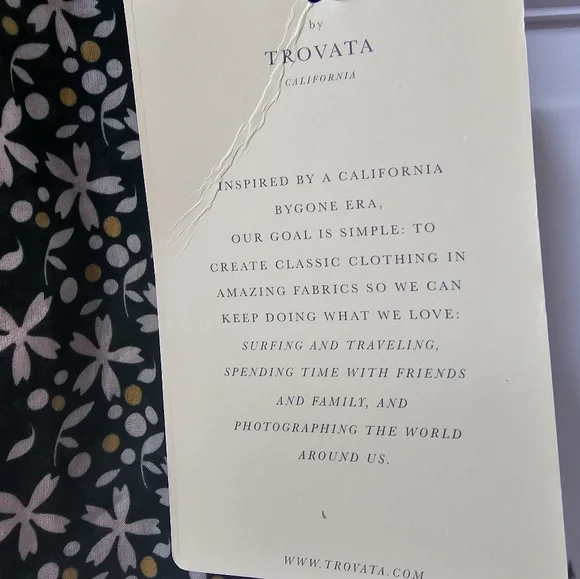 by
TROVATA
CALIFORNIA
INSPIRED BY A CALIFORNIA
BYGONE ERA,
OUR GOAL IS SIMPLE: TO
CREATE CLASSIC CLOTHING IN
AMAZING FABRICS SO WE CAN
KEEP DOING WHAT WE LOVE:
SURFING AND TRAVELING,
SPENDING TIME WITH FRIENDS
AND FAMILY, AND
PHOTOGRAPHING THE WORLD
AROUND US.
WWW.TROVATA.COM